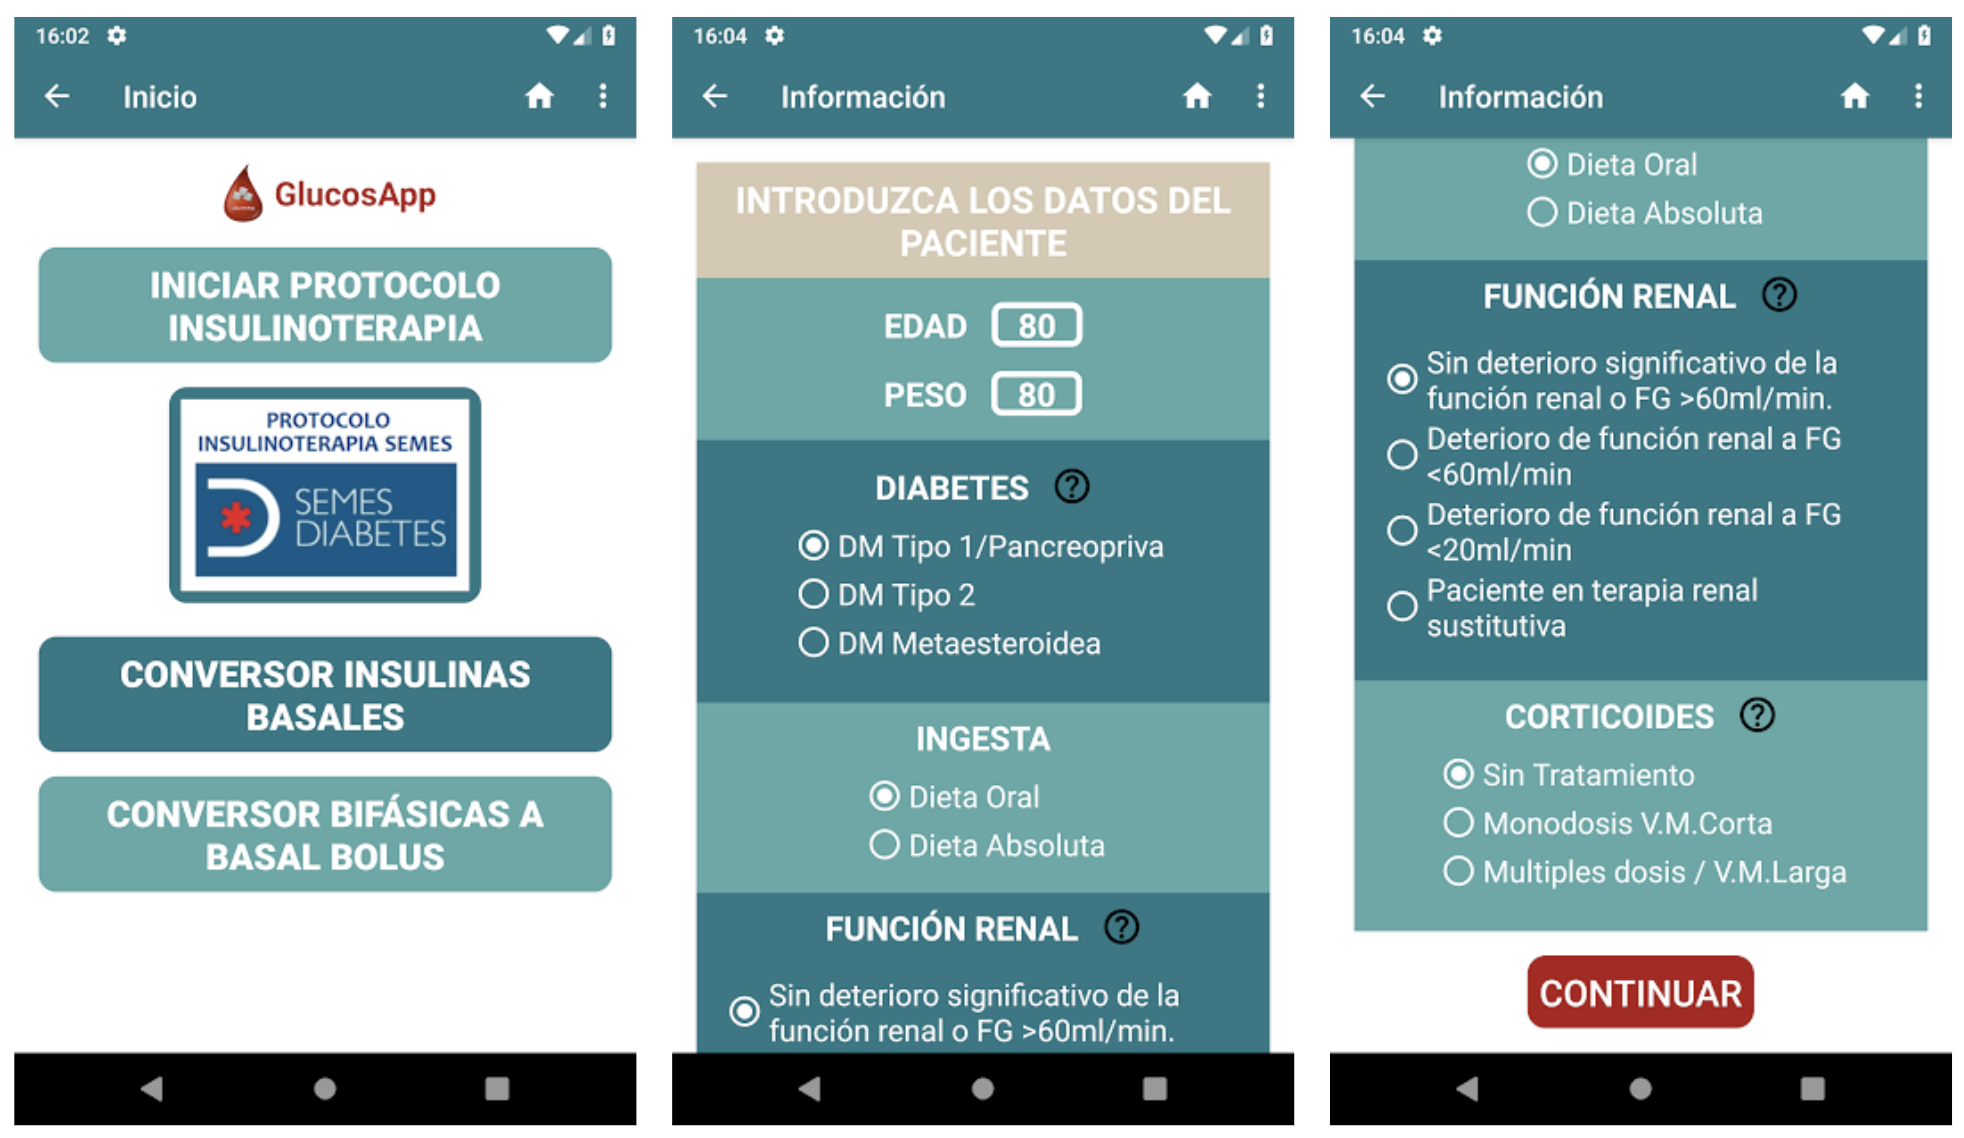 16:02
Inicio
GlucosApp
INICIAR PROTOCOLO
INSULINOTERAPIA
PROTOCOLO
INSULINOTERAPIA SEMES
SEMES
DIABETES
CONVERSOR INSULINAS
BASALES
CONVERSOR BIFÁSICAS A
BASAL BOLUS
16:04
Información
INTRODUZCA LOS DATOS DEL
PACIENTE
EDAD 80
PESO 80
DIABETES ?
DM Tipo 1/Pancreopriva
DM Tipo 2
DM Metaesteroidea
INGESTA
Dieta Oral
Dieta Absoluta
FUNCIÓN RENAL ?
Sin deterioro significativo de la
función renal o FG >60ml/min.
16:04
Información
Dieta Oral
Dieta Absoluta
FUNCIÓN RENAL ?
Sin deterioro significativo de la
función renal o FG >60ml/min.
Deterioro de función renal a FG
<60ml/min
Deterioro de función renal a FG
<20ml/min
Paciente en terapia renal
sustitutiva
CORTICOIDES ?
Sin Tratamiento
Monodosis V.M.Corta
Multiples dosis / V.M.Larga
CONTINUAR